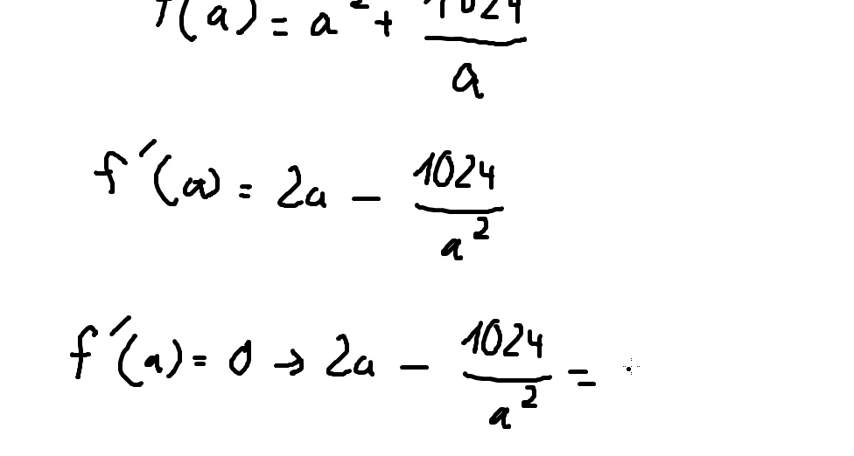 f(a) = a² + 1024/a
f′(a) = 2a − 1024/a²
f′(a) = 0 → 2a − 1024/a² =